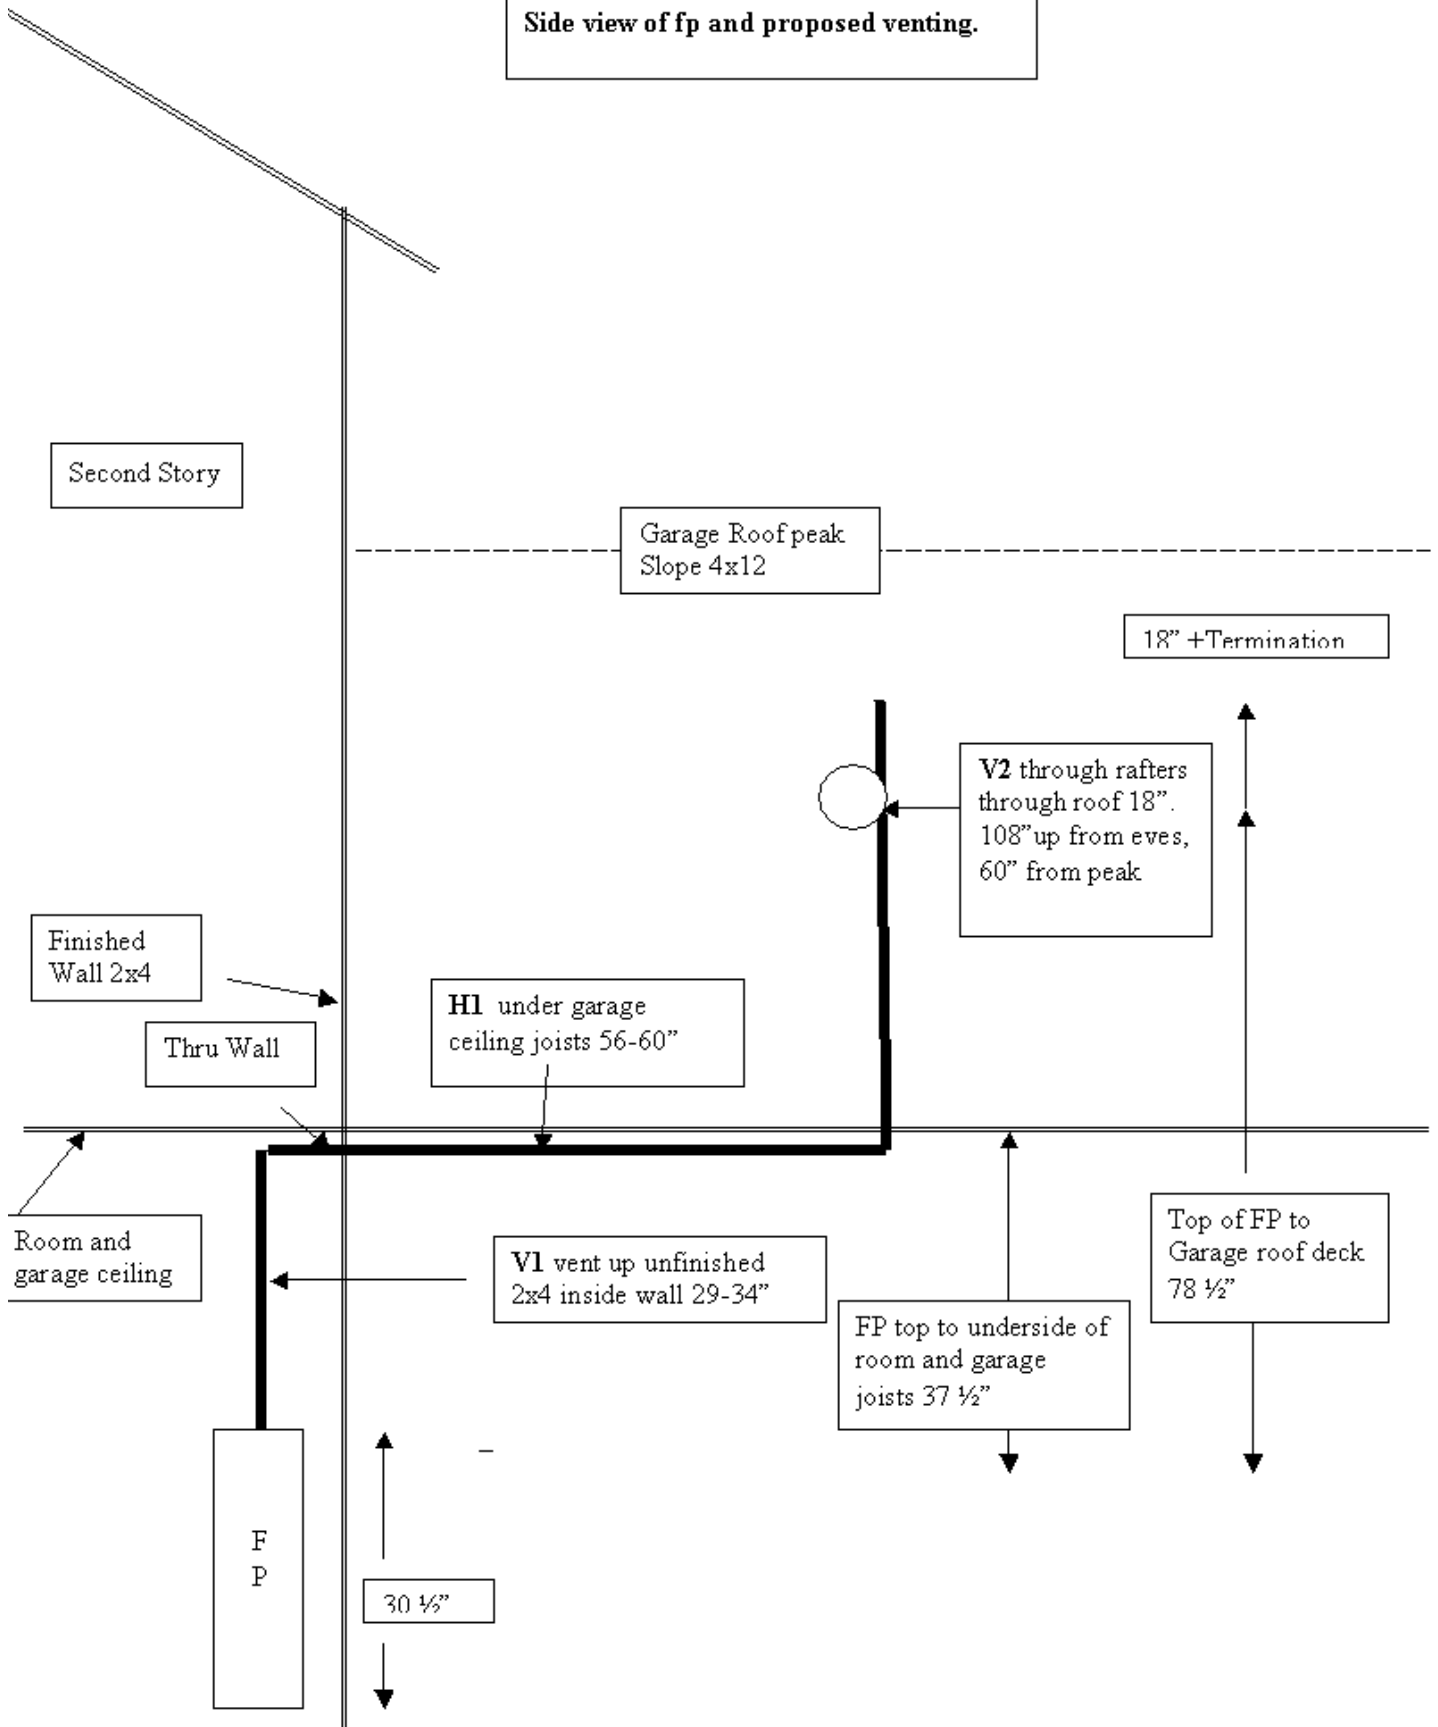 Side view of fp and proposed venting.
Second Story
Garage Roof peak
Slope 4x12
18” +Termination
V2 through rafters
through roof 18”.
108”up from eves,
60” from peak
Finished
Wall 2x4
H1 under garage
ceiling joists 56-60”
Thru Wall
Room and
garage ceiling
V1 vent up unfinished
2x4 inside wall 29-34”
Top of FP to
Garage roof deck
78 ½”
FP top to underside of
room and garage
joists 37 ½”
F
P
30 ½”